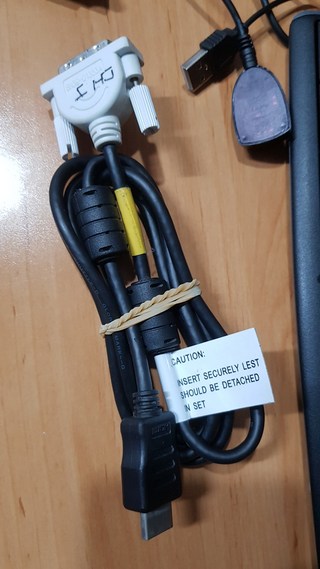 CAUTION:
INSERT SECURELY LEST
SHOULD BE DETACHED
IN SET